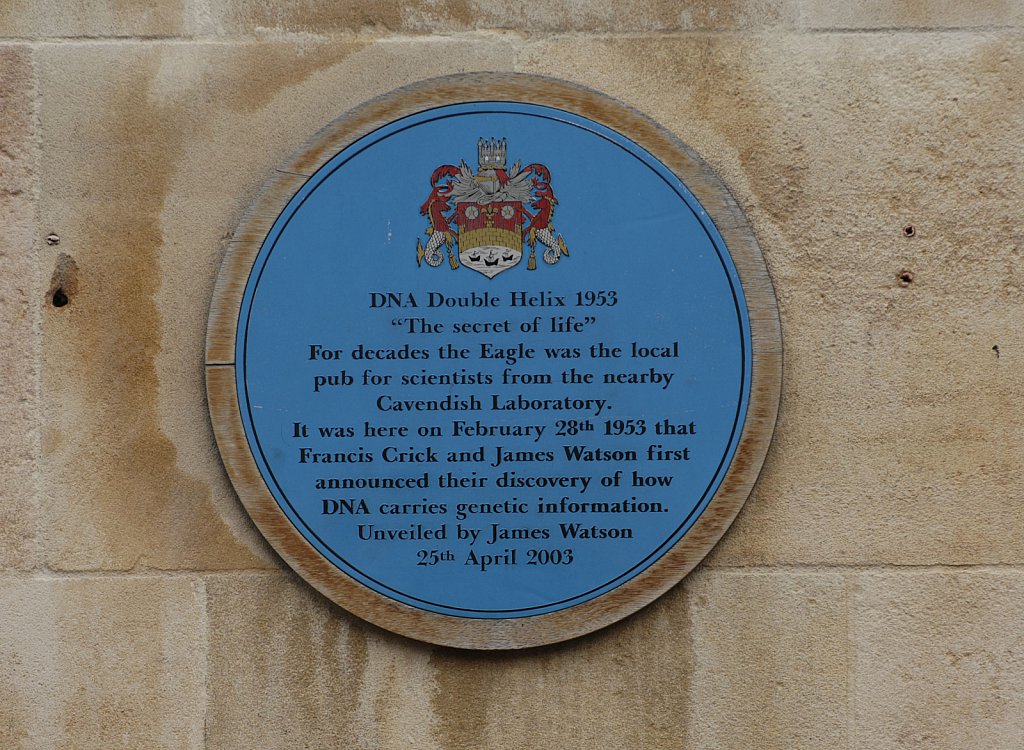 DNA Double Helix 1953
“The secret of life”
For decades the Eagle was the local
pub for scientists from the nearby
Cavendish Laboratory.
It was here on February 28th 1953 that
Francis Crick and James Watson first
announced their discovery of how
DNA carries genetic information.
Unveiled by James Watson
25th April 2003